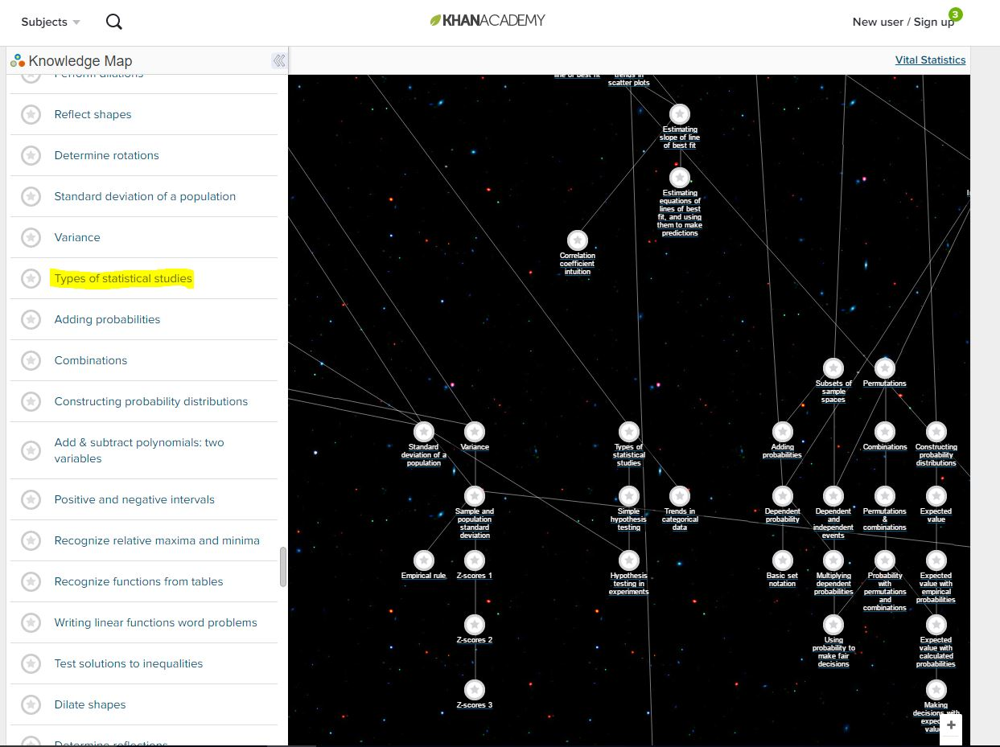 Subjects
KHANACADEMY
New user / Sign up
3
Knowledge Map
Vital Statistics
Perform dilations
Reflect shapes
Determine rotations
Standard deviation of a population
Variance
Types of statistical studies
Adding probabilities
Combinations
Constructing probability distributions
Add & subtract polynomials: two
variables
Positive and negative intervals
Recognize relative maxima and minima
Recognize functions from tables
Writing linear functions word problems
Test solutions to inequalities
Dilate shapes
Determine reflections
line of best fit
trends in
scatter plots
Estimating
slope of line
of best fit
Estimating
equations of
lines of best
fit, and using
them to make
predictions
Correlation
coefficient
intuition
Subsets of
sample
spaces
Permutations
Standard
deviation of a
population
Variance
Types of
statistical
studies
Adding
probabilities
Combinations
Constructing
probability
distributions
Sample and
population
standard
deviation
Simple
hypothesis
testing
Trends in
categorical
data
Dependent
probability
Dependent
and
independent
events
Permutations
&
combinations
Expected
value
Empirical rule
Z-scores 1
Hypothesis
testing in
experiments
Basic set
notation
Multiplying
dependent
probabilities
Probability
with
permutations
and
combinations
Expected
value with
empirical
probabilities
Z-scores 2
Using
probability to
make fair
decisions
Expected
value with
calculated
probabilities
Z-scores 3
Making
decisions with
+